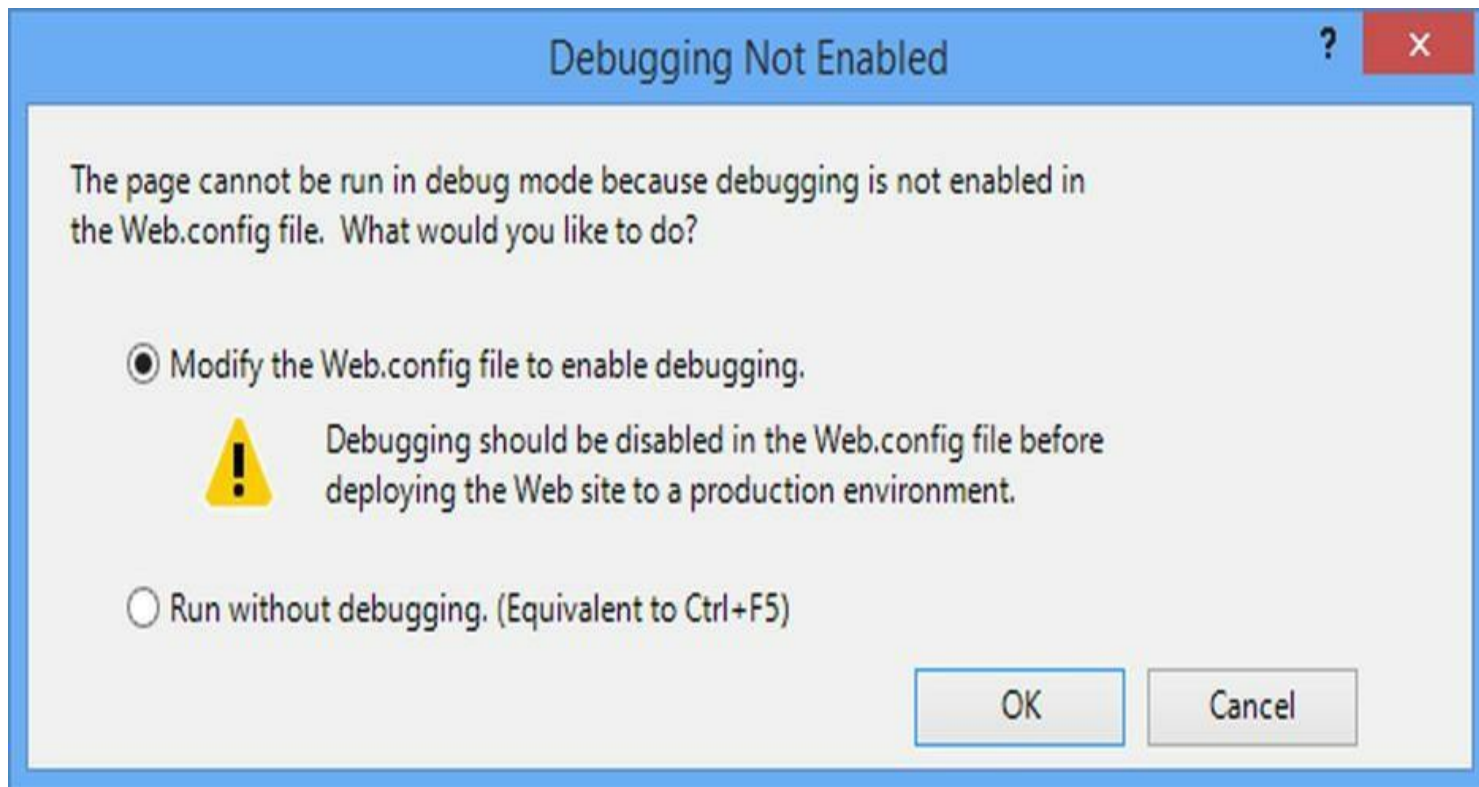 Debugging Not Enabled
?
×
The page cannot be run in debug mode because debugging is not enabled in
the Web.config file. What would you like to do?
Modify the Web.config file to enable debugging.
!
Debugging should be disabled in the Web.config file before
deploying the Web site to a production environment.
Run without debugging. (Equivalent to Ctrl+F5)
OK
Cancel